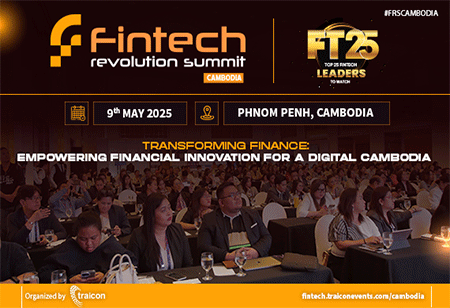 #FRSCAMBODIA
Fintech
revolution summit
CAMBODIA
FT25
TOP 25 FINTECH
LEADERS
TO WATCH
9th MAY 2025
PHNOM PENH, CAMBODIA
TRANSFORMING FINANCE:
EMPOWERING FINANCIAL INNOVATION FOR A DIGITAL CAMBODIA
Organized by traicon
fintech.traiconevents.com/cambodia